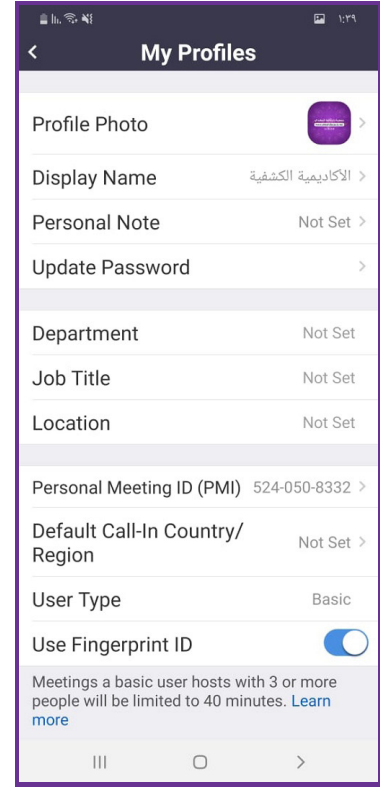 ١:٣٩
My Profiles
Profile Photo
Display Name الأكاديمية الكشفية
Personal Note Not Set
Update Password
Department Not Set
Job Title Not Set
Location Not Set
Personal Meeting ID (PMI) 524-050-8332
Default Call-In Country/
Region Not Set
User Type Basic
Use Fingerprint ID
Meetings a basic user hosts with 3 or more
people will be limited to 40 minutes. Learn
more